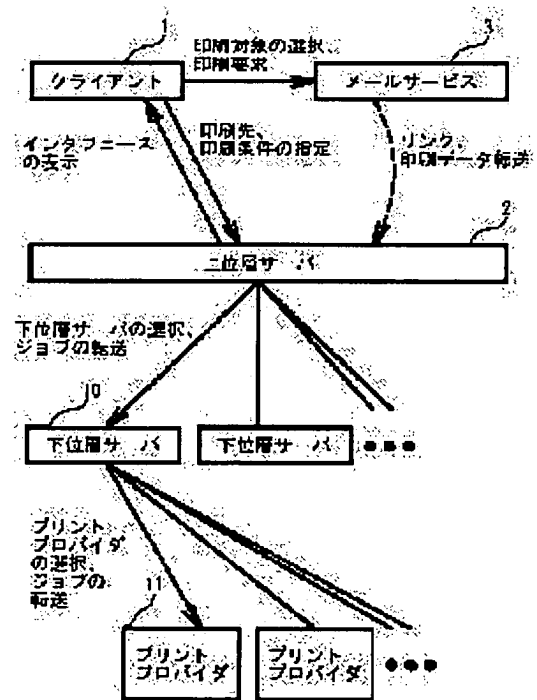 1
印刷対象の選択、
印刷要求
3
クライアント
メールサービス
インタフェース
の表示
印刷先、
印刷条件の指定
リンク、
印刷データ転送
2
上位層サーバ
下位層サーバの選択、
ジョブの転送
10
下位層サーバ
下位層サーバ
プリント
プロバイダ
の選択、
ジョブの
転送
11
プリント
プロバイダ
プリント
プロバイダ